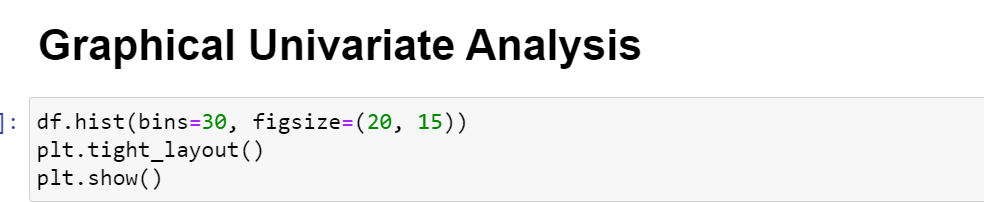 Graphical Univariate Analysis
]: df.hist(bins=30, figsize=(20, 15))
plt.tight_layout()
plt.show()